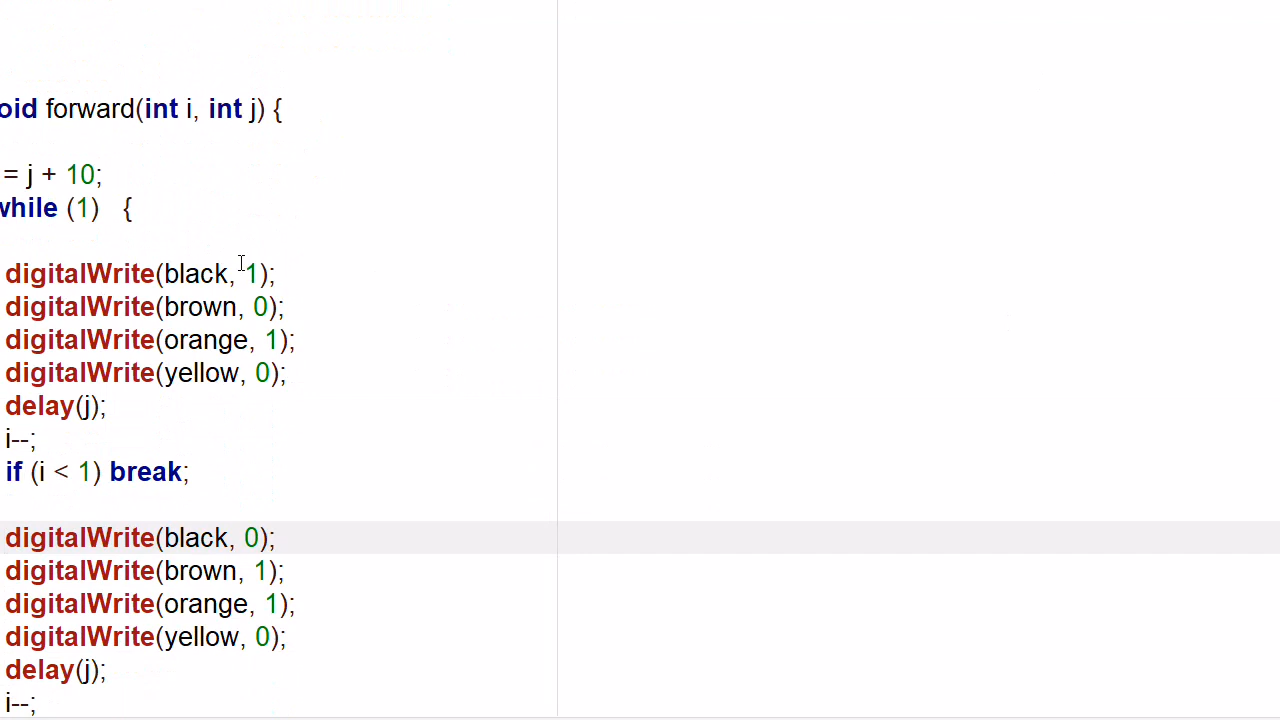 oid forward(int i, int j) {
= j + 10;
while (1) {
digitalWrite(black, 1);
digitalWrite(brown, 0);
digitalWrite(orange, 1);
digitalWrite(yellow, 0);
delay(j);
i--;
if (i < 1) break;
digitalWrite(black, 0);
digitalWrite(brown, 1);
digitalWrite(orange, 1);
digitalWrite(yellow, 0);
delay(j);
i--;